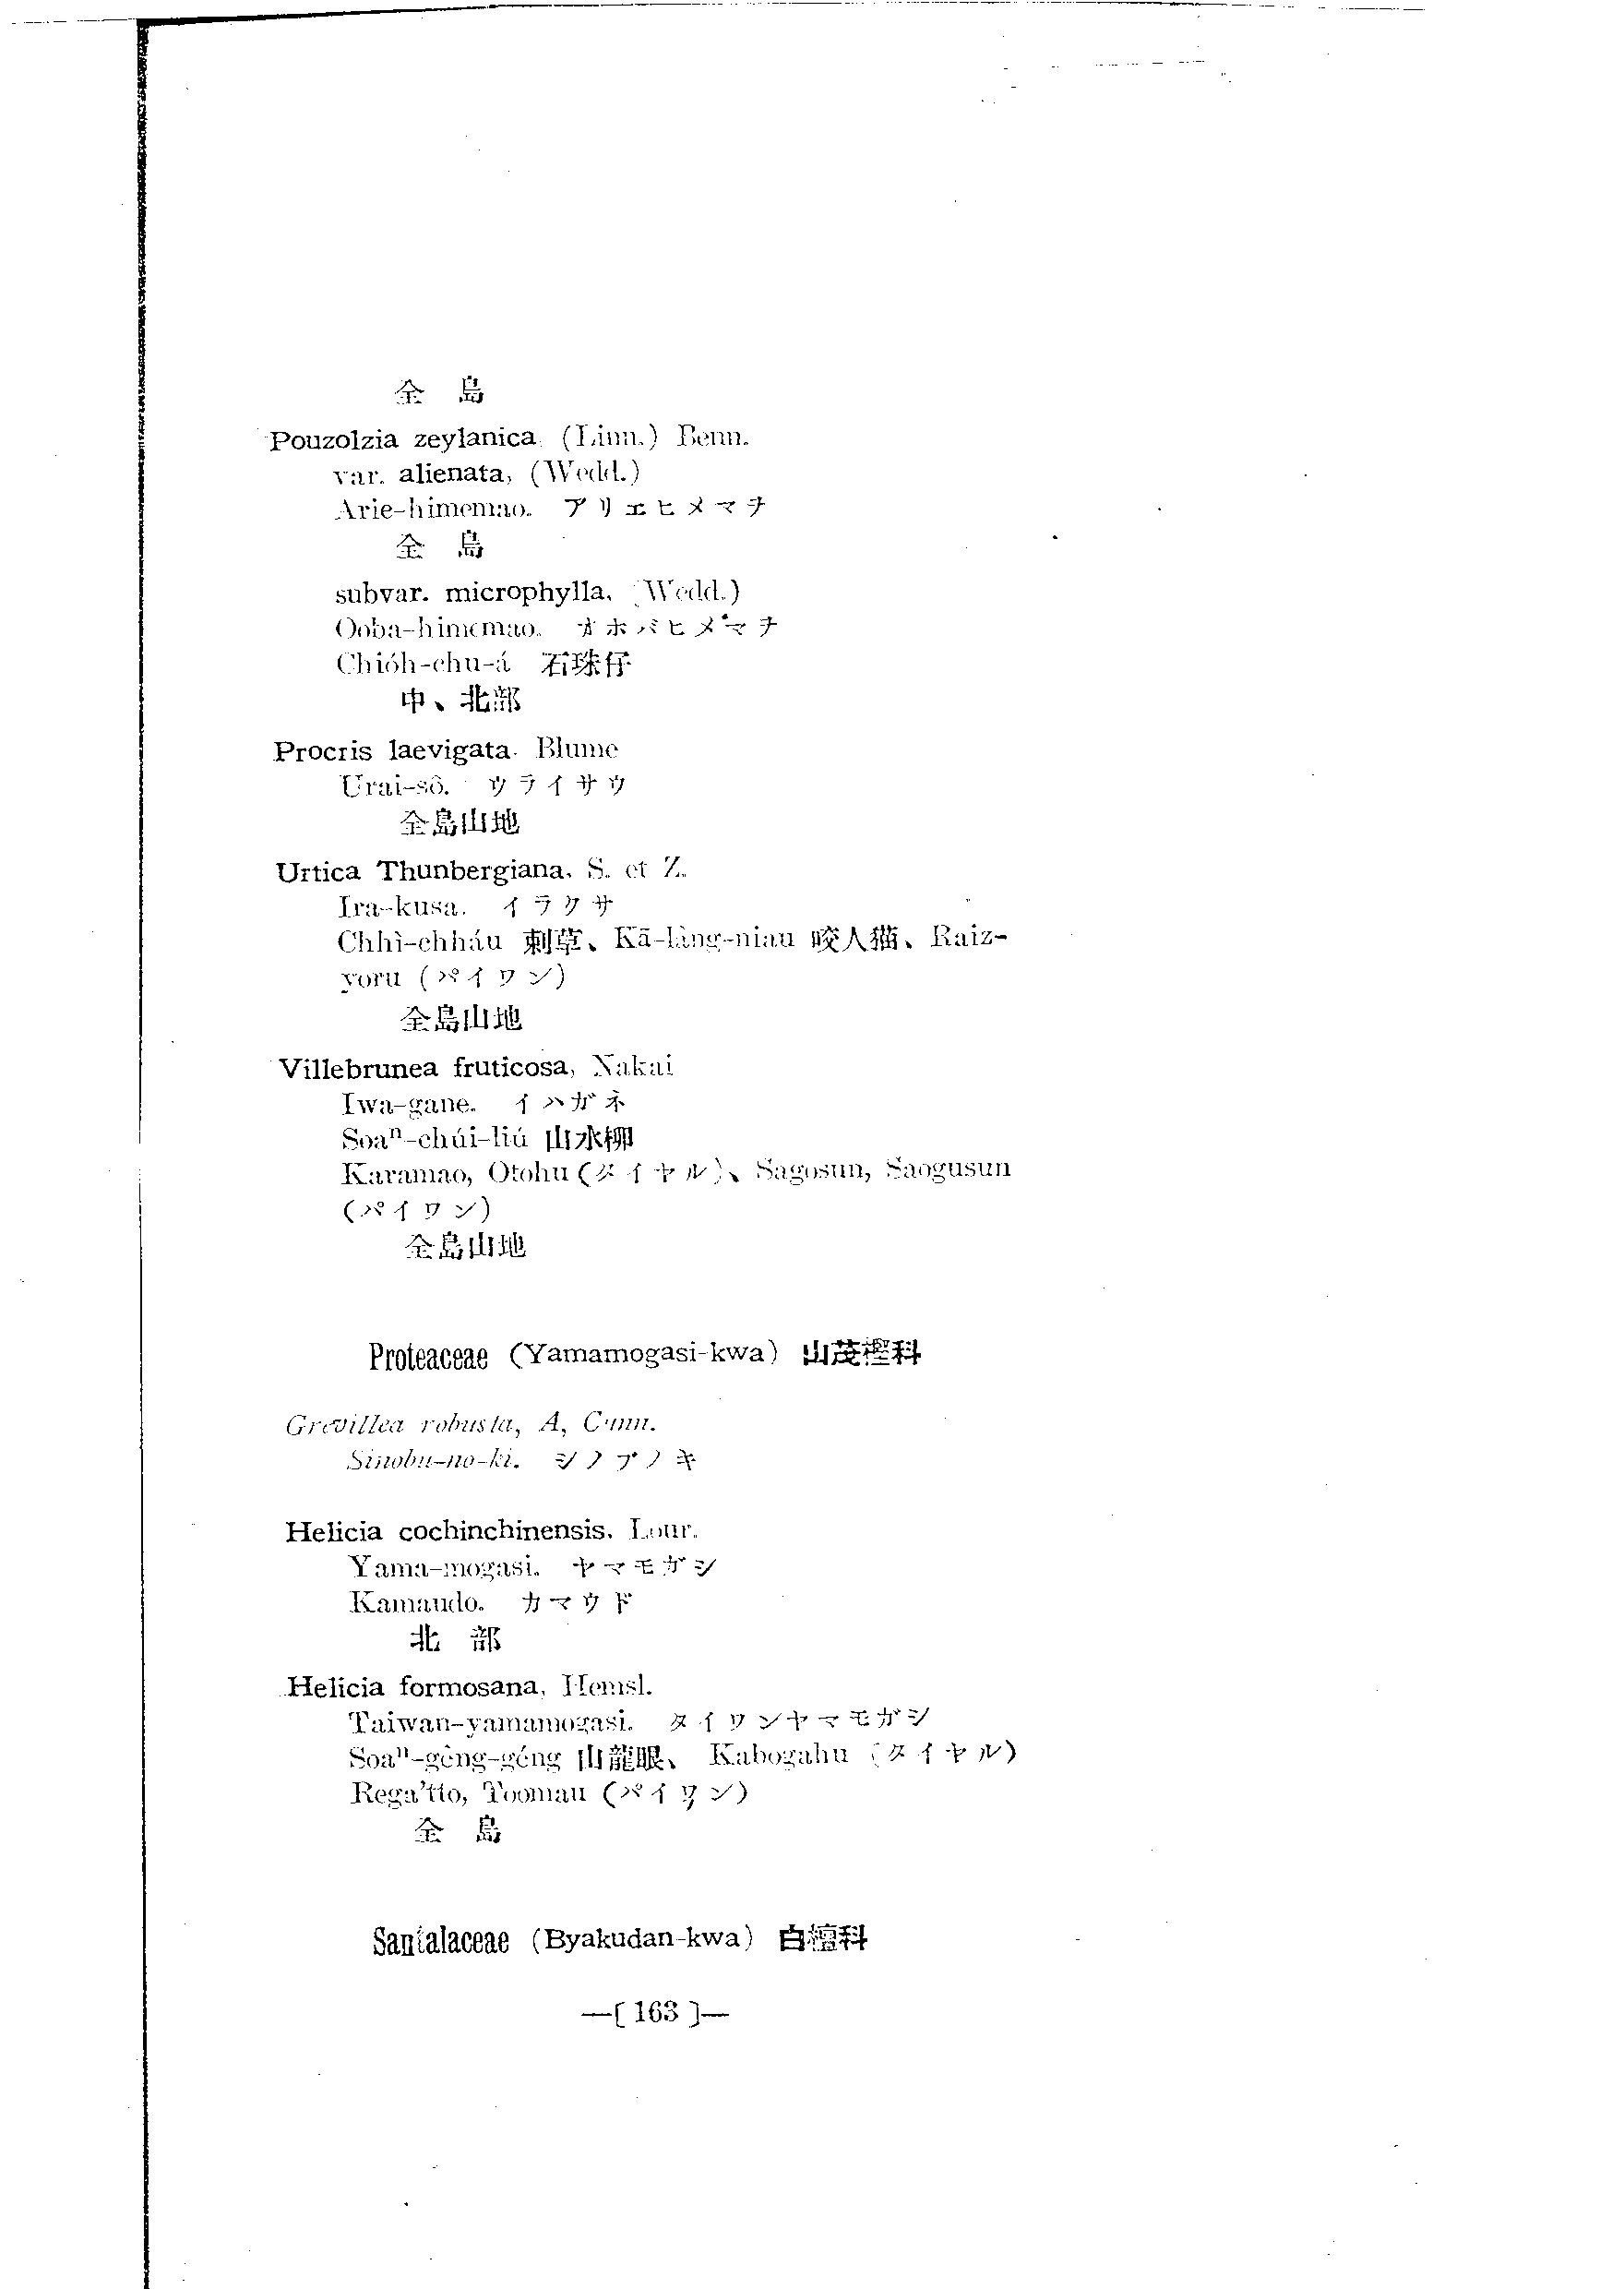 全 島
Pouzolzia zeylanica, (Linn.) Benn.
var. alienata, (Wedd.)
Arie-himemao. アリエヒメマヲ
全 島
subvar. microphylla, (Wedd.)
Ooba-himemao. オホバヒメマヲ
Chióh-chu-á 石珠仔
中、北部
Procris laevigata. Blume
Urai-sô. ウライサウ
全島山地
Urtica Thunbergiana, S. et Z.
Ira-kusa. イラクサ
Chhì-chháu 刺草、Kā-lâng-niau 咬人猫、Raiz-
yoru (パイワン)
全島山地
Villebrunea fruticosa, Nakai
Iwa-gane. イハガネ
Soaⁿ-chúi-liú 山水柳
Karamao, Otohu (タイヤル)、Sagosun, Saogusun
(パイワン)
全島山地
Proteaceae (Yamamogasi-kwa) 山茂樫科
Grevillea robusta, A, Cunn.
Sinobu-no-ki. シノブノキ
Helicia cochinchinensis, Lour.
Yama-mogasi. ヤマモガシ
Kamaudo. カマウド
北 部
Helicia formosana, Hemsl.
Taiwan-yamamogasi. タイワンヤマモガシ
Soaⁿ-gêng-géng 山龍眼、 Kabogahu (タイヤル)
Rega'tto, Toomau (パイワン)
全 島
Santalaceae (Byakudan-kwa) 白檀科
—( 163 )—